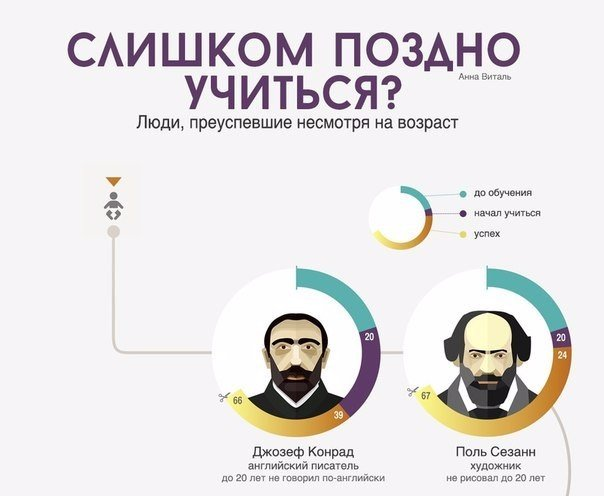 СЛИШКОМ ПОЗДНО
УЧИТЬСЯ?
Анна Виталь
Люди, преуспевшие несмотря на возраст
до обучения
начал учиться
успех
20
39
66
20
24
67
Джозеф Конрад
английский писатель
до 20 лет не говорил по-английски
Поль Сезанн
художник
не рисовал до 20 лет